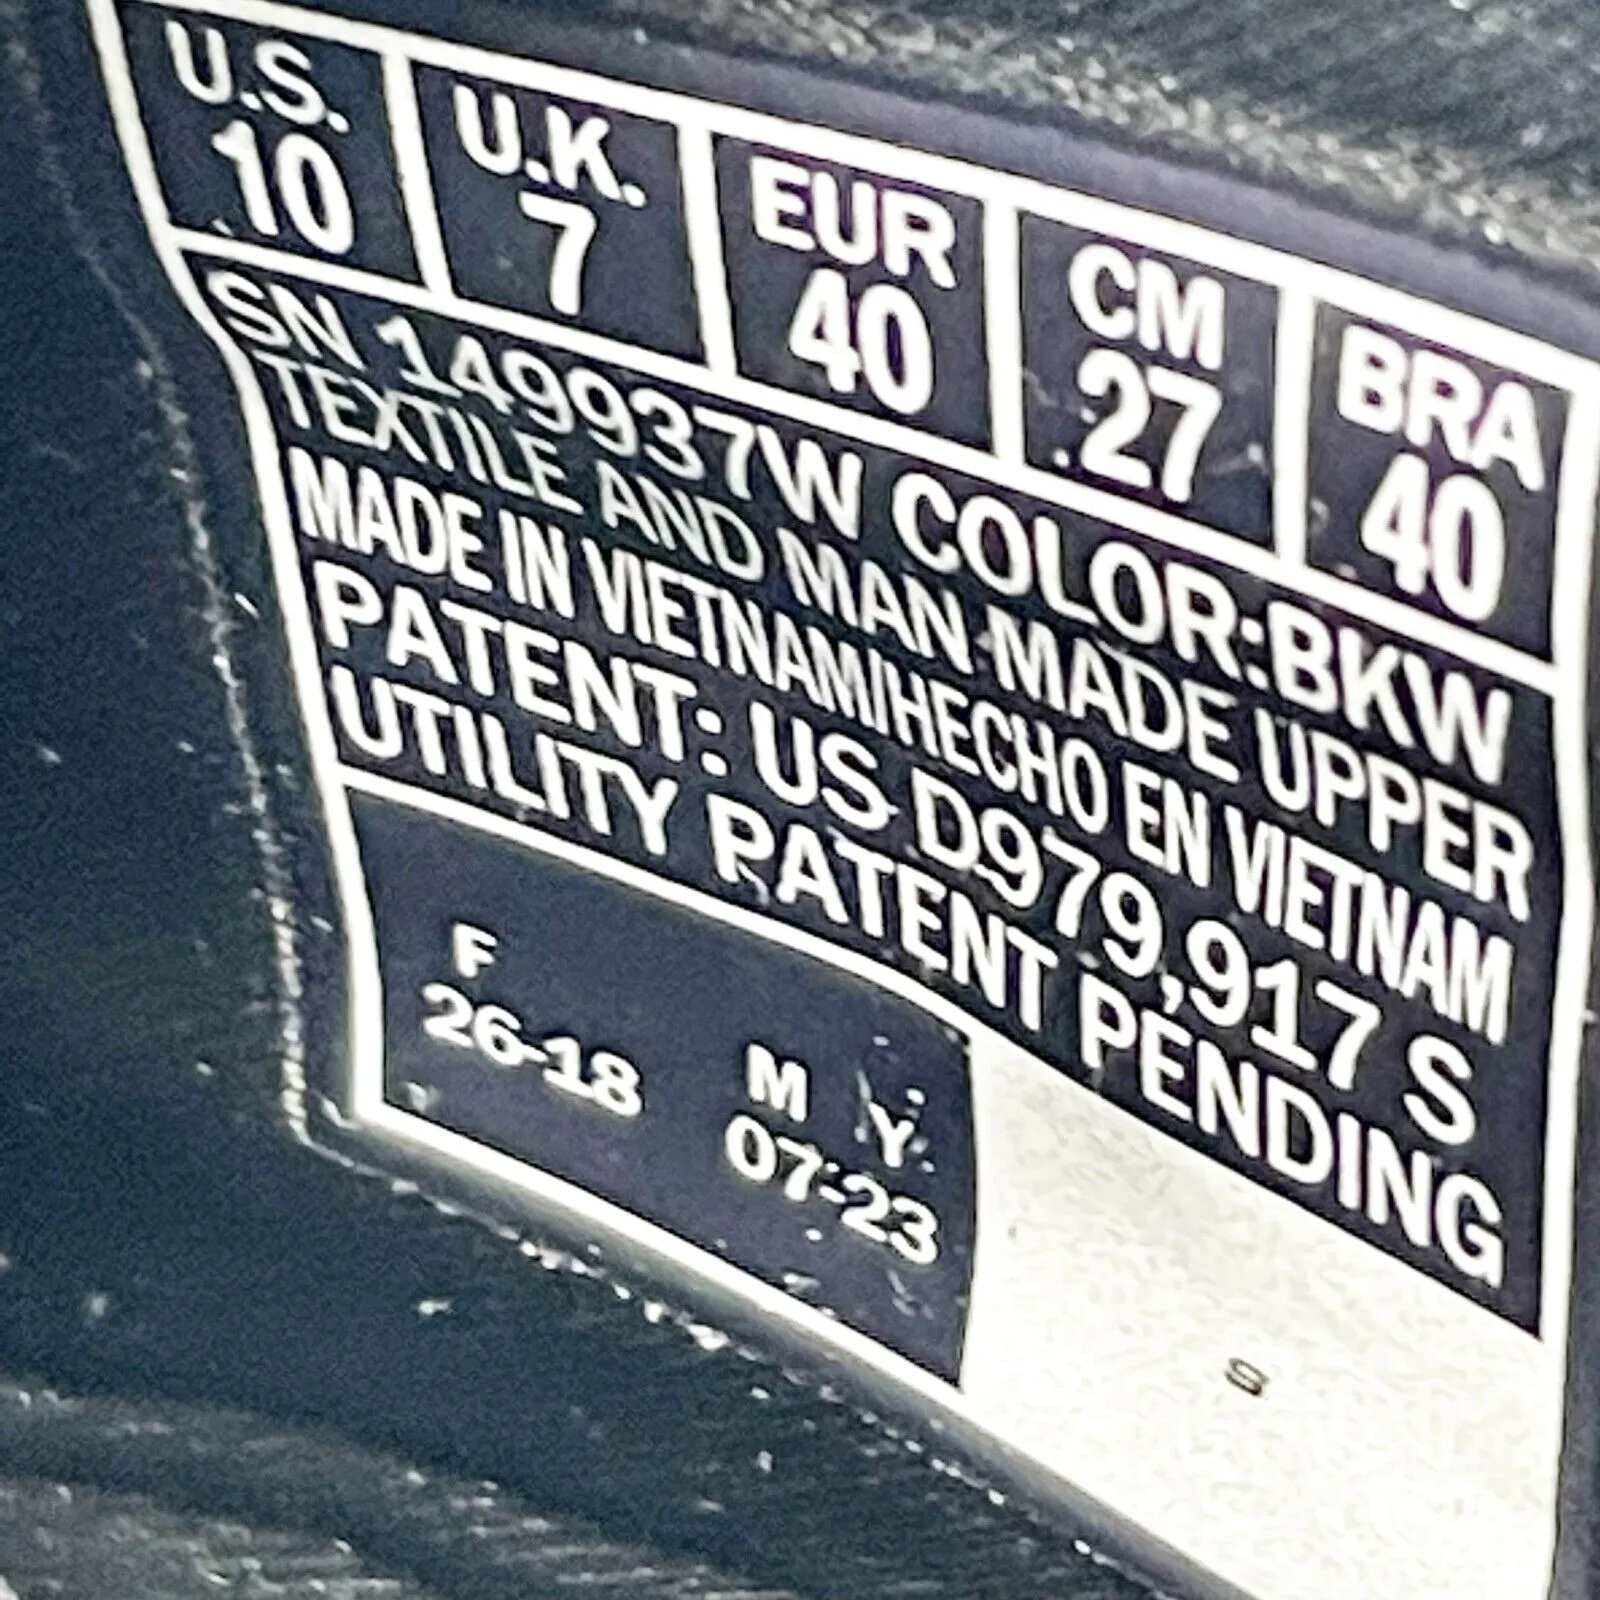 U.S. U.K. EUR CM BRA
10 7 40 27 40
SN 149937W COLOR:BKW
TEXTILE AND MAN-MADE UPPER
MADE IN VIETNAM/HECHO EN VIETNAM
PATENT: US D979,917 S
UTILITY PATENT PENDING
F M Y
26-18 07-23
S